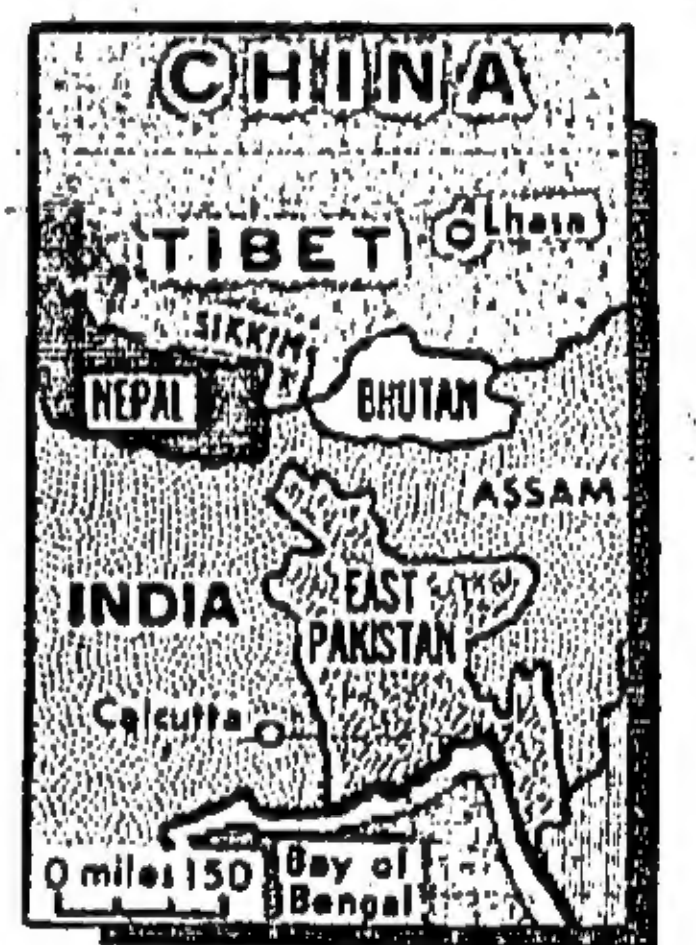 CHINA
TIBET
Lhasa
SIKKIM
NEPAL
BHUTAN
ASSAM
INDIA
EAST
PAKISTAN
Calcutta
0 miles 150
Bay of
Bengal